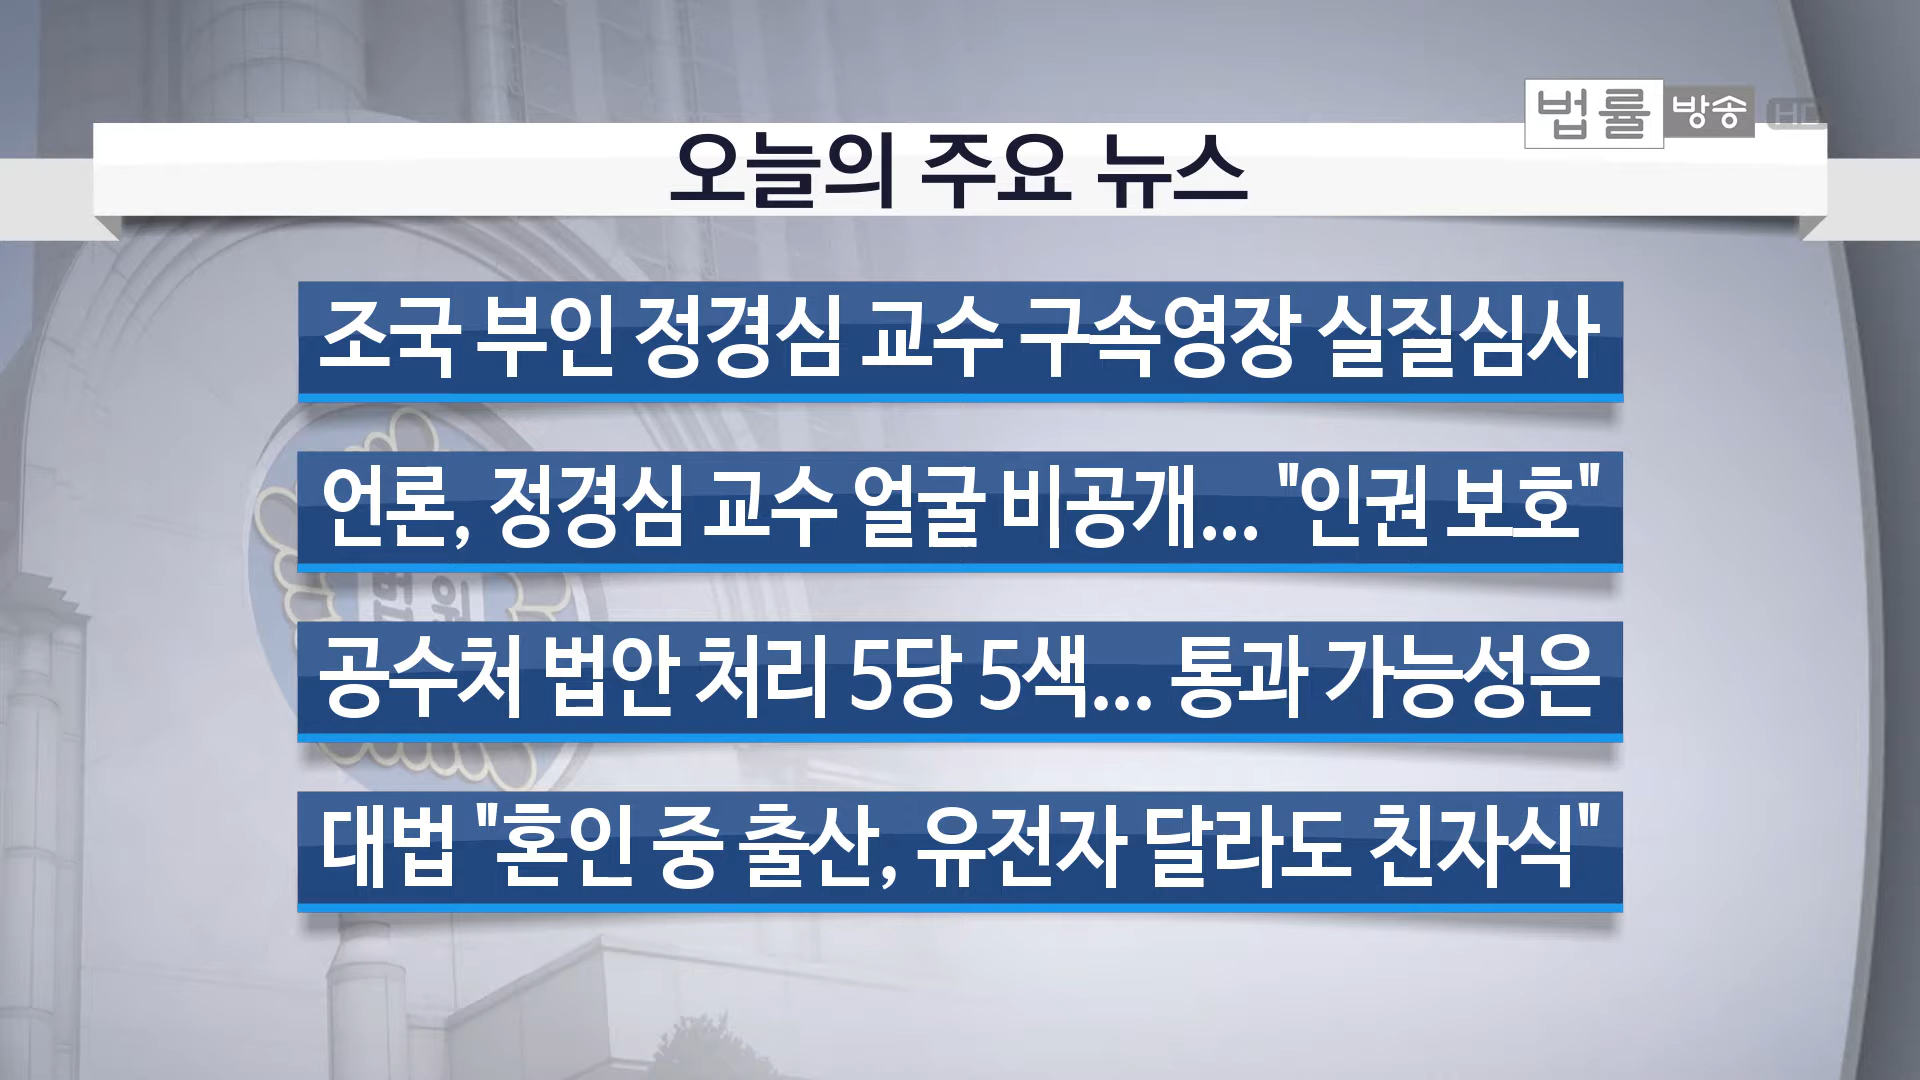 법률방송 HD
오늘의 주요 뉴스
조국 부인 정경심 교수 구속영장 실질심사
언론, 정경심 교수 얼굴 비공개... "인권 보호"
공수처 법안 처리 5당 5색... 통과 가능성은
대법 "혼인 중 출산, 유전자 달라도 친자식"